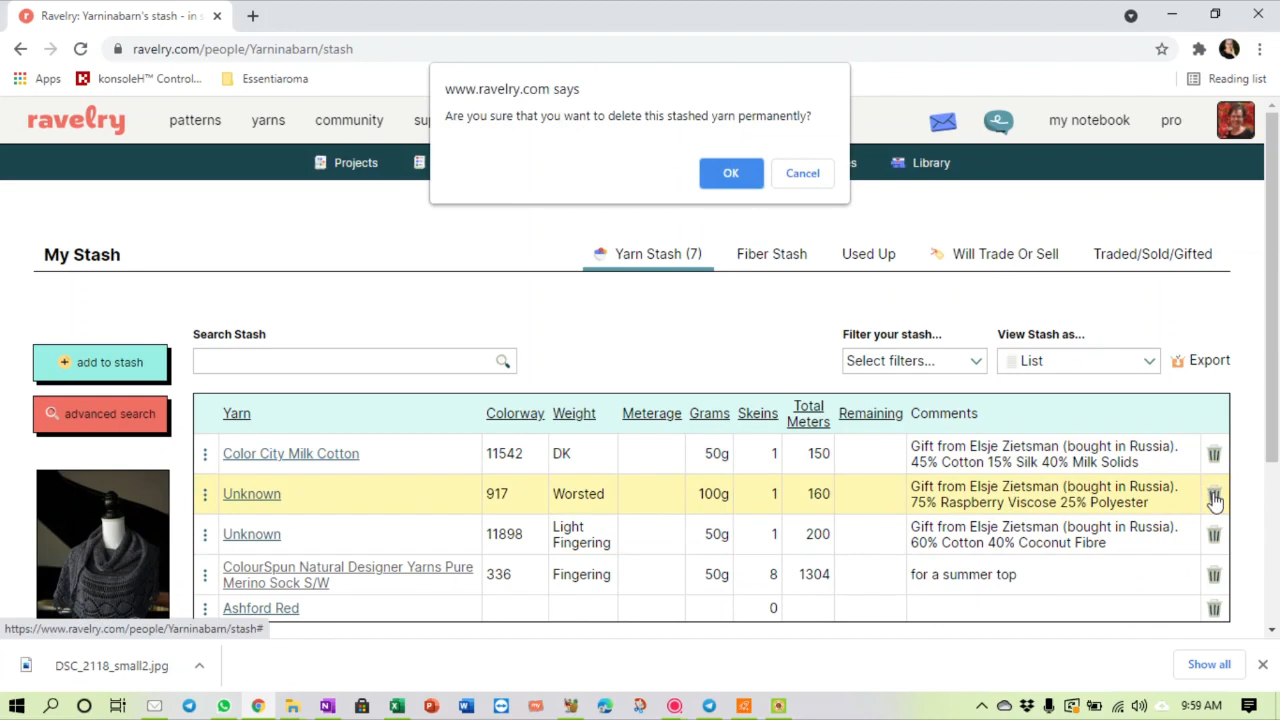 Ravelry: Yarninabarn's stash - in s
ravelry.com/people/Yarninabarn/stash
Apps
konsoleH™ Control...
Essentiaroma
Reading list
www.ravelry.com says
Are you sure that you want to delete this stashed yarn permanently?
OK
Cancel
ravelry
patterns
yarns
community
my notebook
pro
Projects
Library
My Stash
Yarn Stash (7)
Fiber Stash
Used Up
Will Trade Or Sell
Traded/Sold/Gifted
Search Stash
Filter your stash...
View Stash as...
add to stash
Select filters...
List
Export
advanced search
Yarn Colorway Weight Meterage Grams Skeins Total Meters Remaining Comments
Color City Milk Cotton 11542 DK 50g 1 150 Gift from Elsje Zietsman (bought in Russia).
45% Cotton 15% Silk 40% Milk Solids
Unknown 917 Worsted 100g 1 160 Gift from Elsje Zietsman (bought in Russia).
75% Raspberry Viscose 25% Polyester
Unknown 11898 Light Fingering 50g 1 200 Gift from Elsje Zietsman (bought in Russia).
60% Cotton 40% Coconut Fibre
ColourSpun Natural Designer Yarns Pure
Merino Sock S/W 336 Fingering 50g 8 1304 for a summer top
Ashford Red 0
https://www.ravelry.com/people/Yarninabarn/stash#
DSC_2118_small2.jpg
Show all
9:59 AM